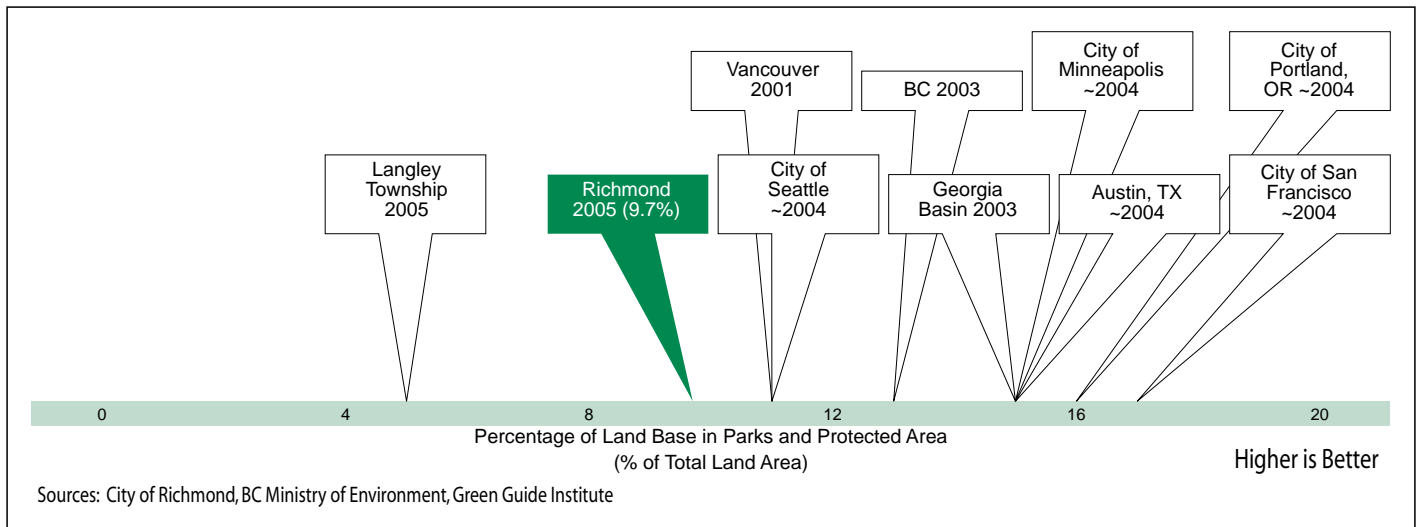 Vancouver
2001
BC 2003
City of
Minneapolis
~2004
City of
Portland,
OR ~2004
Langley
Township
2005
Richmond
2005 (9.7%)
City of
Seattle
~2004
Georgia
Basin 2003
Austin, TX
~2004
City of San
Francisco
~2004
0 4 8 12 16 20
Percentage of Land Base in Parks and Protected Area
(% of Total Land Area)
Higher is Better
Sources: City of Richmond, BC Ministry of Environment, Green Guide Institute